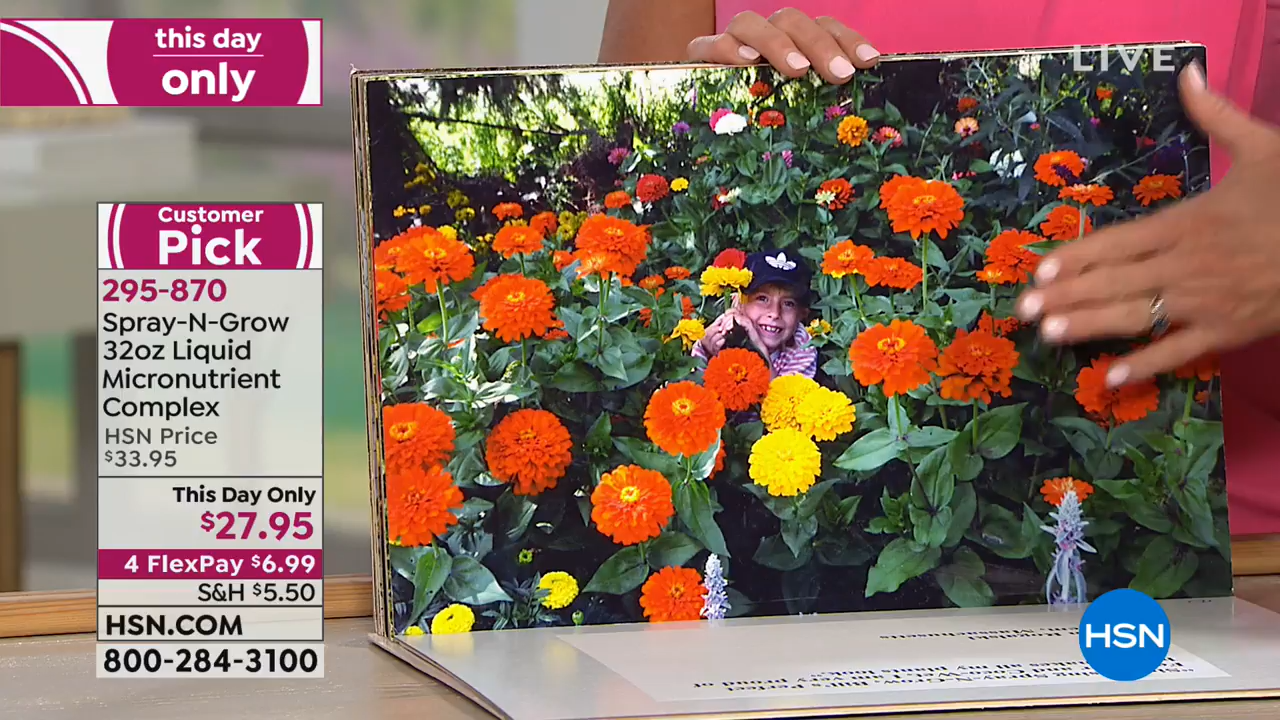 this day
only
LIVE
Customer
Pick
295-870
Spray-N-Grow
32oz Liquid
Micronutrient
Complex
HSN Price
$33.95
This Day Only
$27.95
4 FlexPay $6.99
S&H $5.50
HSN.COM
800-284-3100
HSN